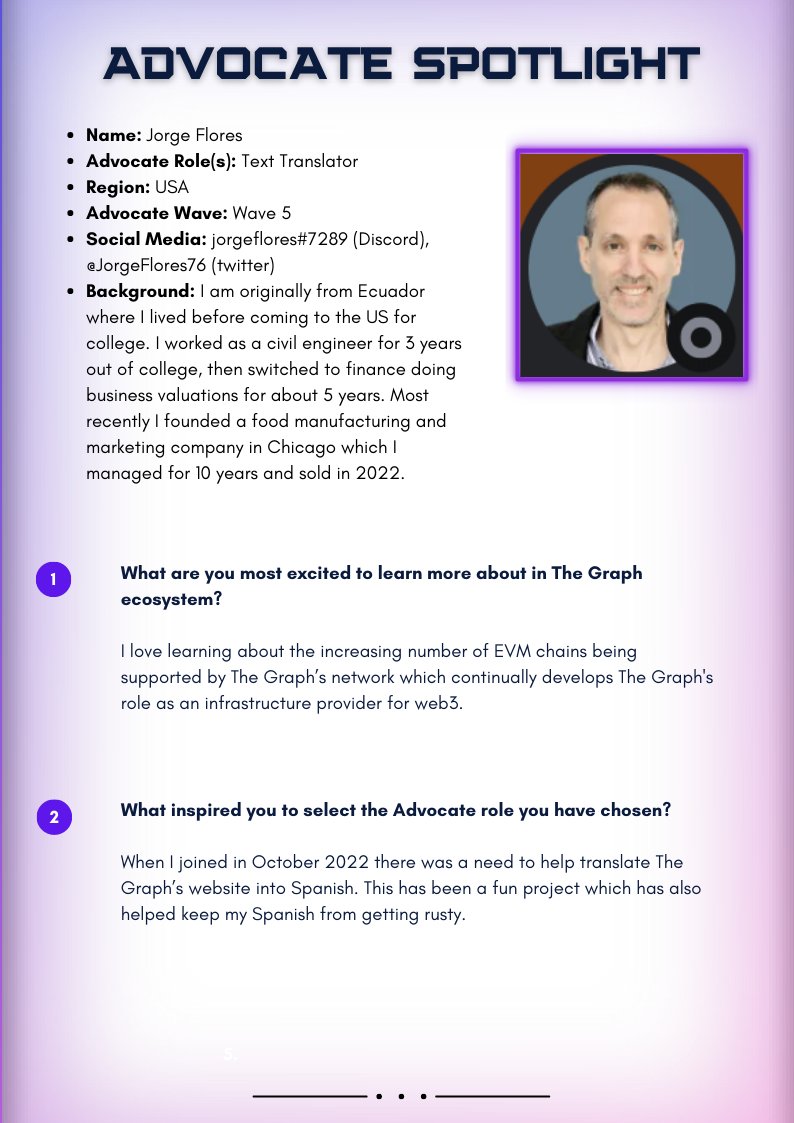 ADVOCATE SPOTLIGHT
• Name: Jorge Flores
• Advocate Role(s): Text Translator
• Region: USA
• Advocate Wave: Wave 5
• Social Media: jorgeflores#7289 (Discord),
@JorgeFlores76 (twitter)
• Background: I am originally from Ecuador
where I lived before coming to the US for
college. I worked as a civil engineer for 3 years
out of college, then switched to finance doing
business valuations for about 5 years. Most
recently I founded a food manufacturing and
marketing company in Chicago which I
managed for 10 years and sold in 2022.
1
What are you most excited to learn more about in The Graph
ecosystem?
I love learning about the increasing number of EVM chains being
supported by The Graph’s network which continually develops The Graph's
role as an infrastructure provider for web3.
2
What inspired you to select the Advocate role you have chosen?
When I joined in October 2022 there was a need to help translate The
Graph’s website into Spanish. This has been a fun project which has also
helped keep my Spanish from getting rusty.
3.